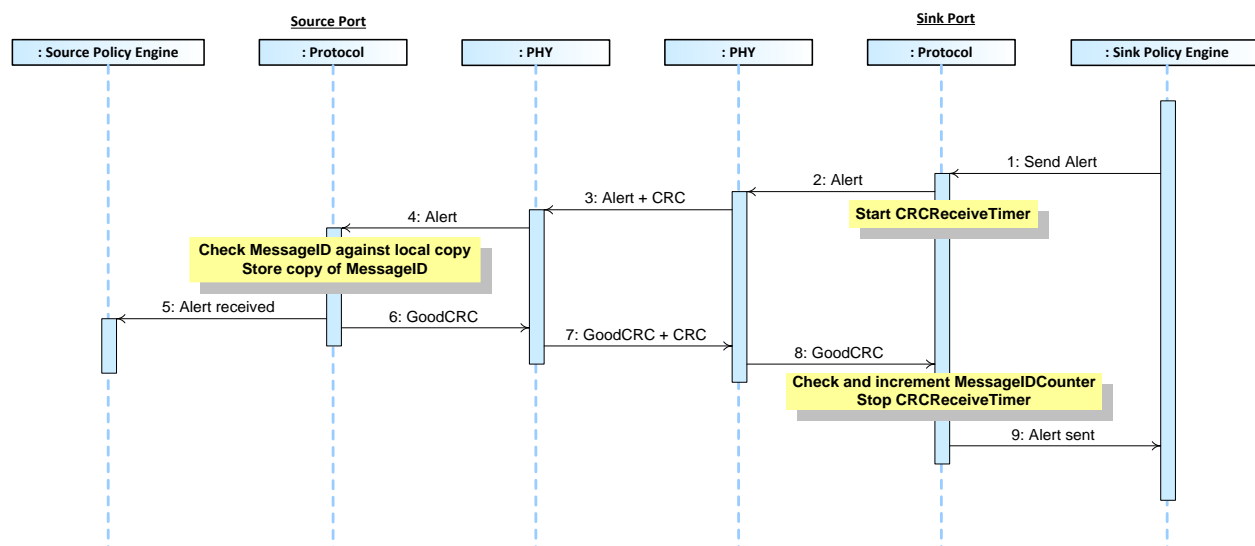 Source Port
Sink Port
: Source Policy Engine
: Protocol
: PHY
: PHY
: Protocol
: Sink Policy Engine
1: Send Alert
2: Alert
3: Alert + CRC
Start CRCReceiveTimer
4: Alert
Check MessageID against local copy
Store copy of MessageID
5: Alert received
6: GoodCRC
7: GoodCRC + CRC
8: GoodCRC
Check and increment MessageIDCounter
Stop CRCReceiveTimer
9: Alert sent